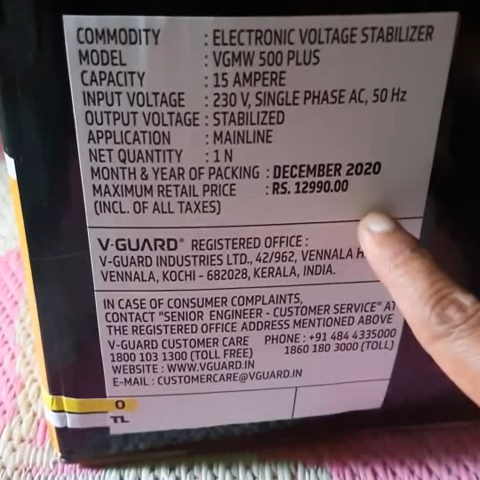 COMMODITY : ELECTRONIC VOLTAGE STABILIZER
MODEL : VGMW 500 PLUS
CAPACITY : 15 AMPERE
INPUT VOLTAGE : 230 V, SINGLE PHASE AC, 50 Hz
OUTPUT VOLTAGE : STABILIZED
APPLICATION : MAINLINE
NET QUANTITY : 1 N
MONTH & YEAR OF PACKING : DECEMBER 2020
MAXIMUM RETAIL PRICE : RS. 12990.00
(INCL. OF ALL TAXES)
V-GUARD® REGISTERED OFFICE :
V-GUARD INDUSTRIES LTD., 42/962, VENNALA
VENNALA, KOCHI - 682028, KERALA, INDIA.
IN CASE OF CONSUMER COMPLAINTS,
CONTACT "SENIOR ENGINEER - CUSTOMER SERVICE" AT
THE REGISTERED OFFICE ADDRESS MENTIONED ABOVE
V-GUARD CUSTOMER CARE PHONE : +91 484 4335000
1800 103 1300 (TOLL FREE) 1860 180 3000 (TOLL)
WEBSITE : WWW.VGUARD.IN
E-MAIL : CUSTOMERCARE@VGUARD.IN
O
TL